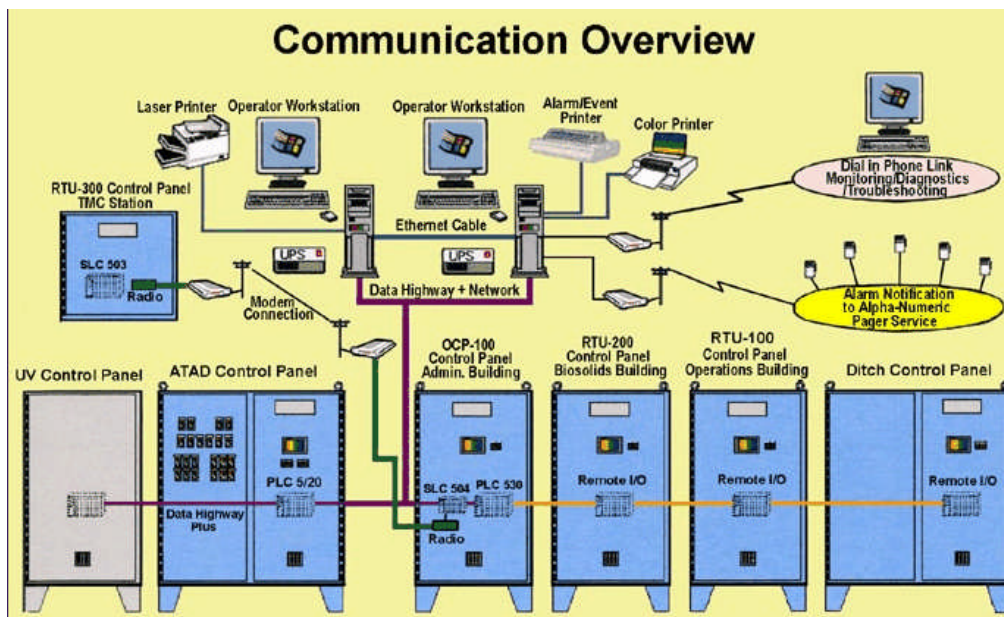 Communication Overview
Laser Printer
Operator Workstation
Operator Workstation
Alarm/Event
Printer
Color Printer
Dial in Phone Link
Monitoring/Diagnostics
/Troubleshooting
RTU-300 Control Panel
TMC Station
SLC 503
Radio
Ethernet Cable
UPS
UPS
Modem
Connection
Data Highway + Network
Alarm Notification
to Alpha-Numeric
Pager Service
UV Control Panel
ATAD Control Panel
OCP-100
Control Panel
Admin. Building
RTU-200
Control Panel
Biosolids Building
RTU-100
Control Panel
Operations Building
Ditch Control Panel
PLC 5/20
Data Highway
Plus
SLC 504
PLC 530
Radio
Remote I/O
Remote I/O
Remote I/O